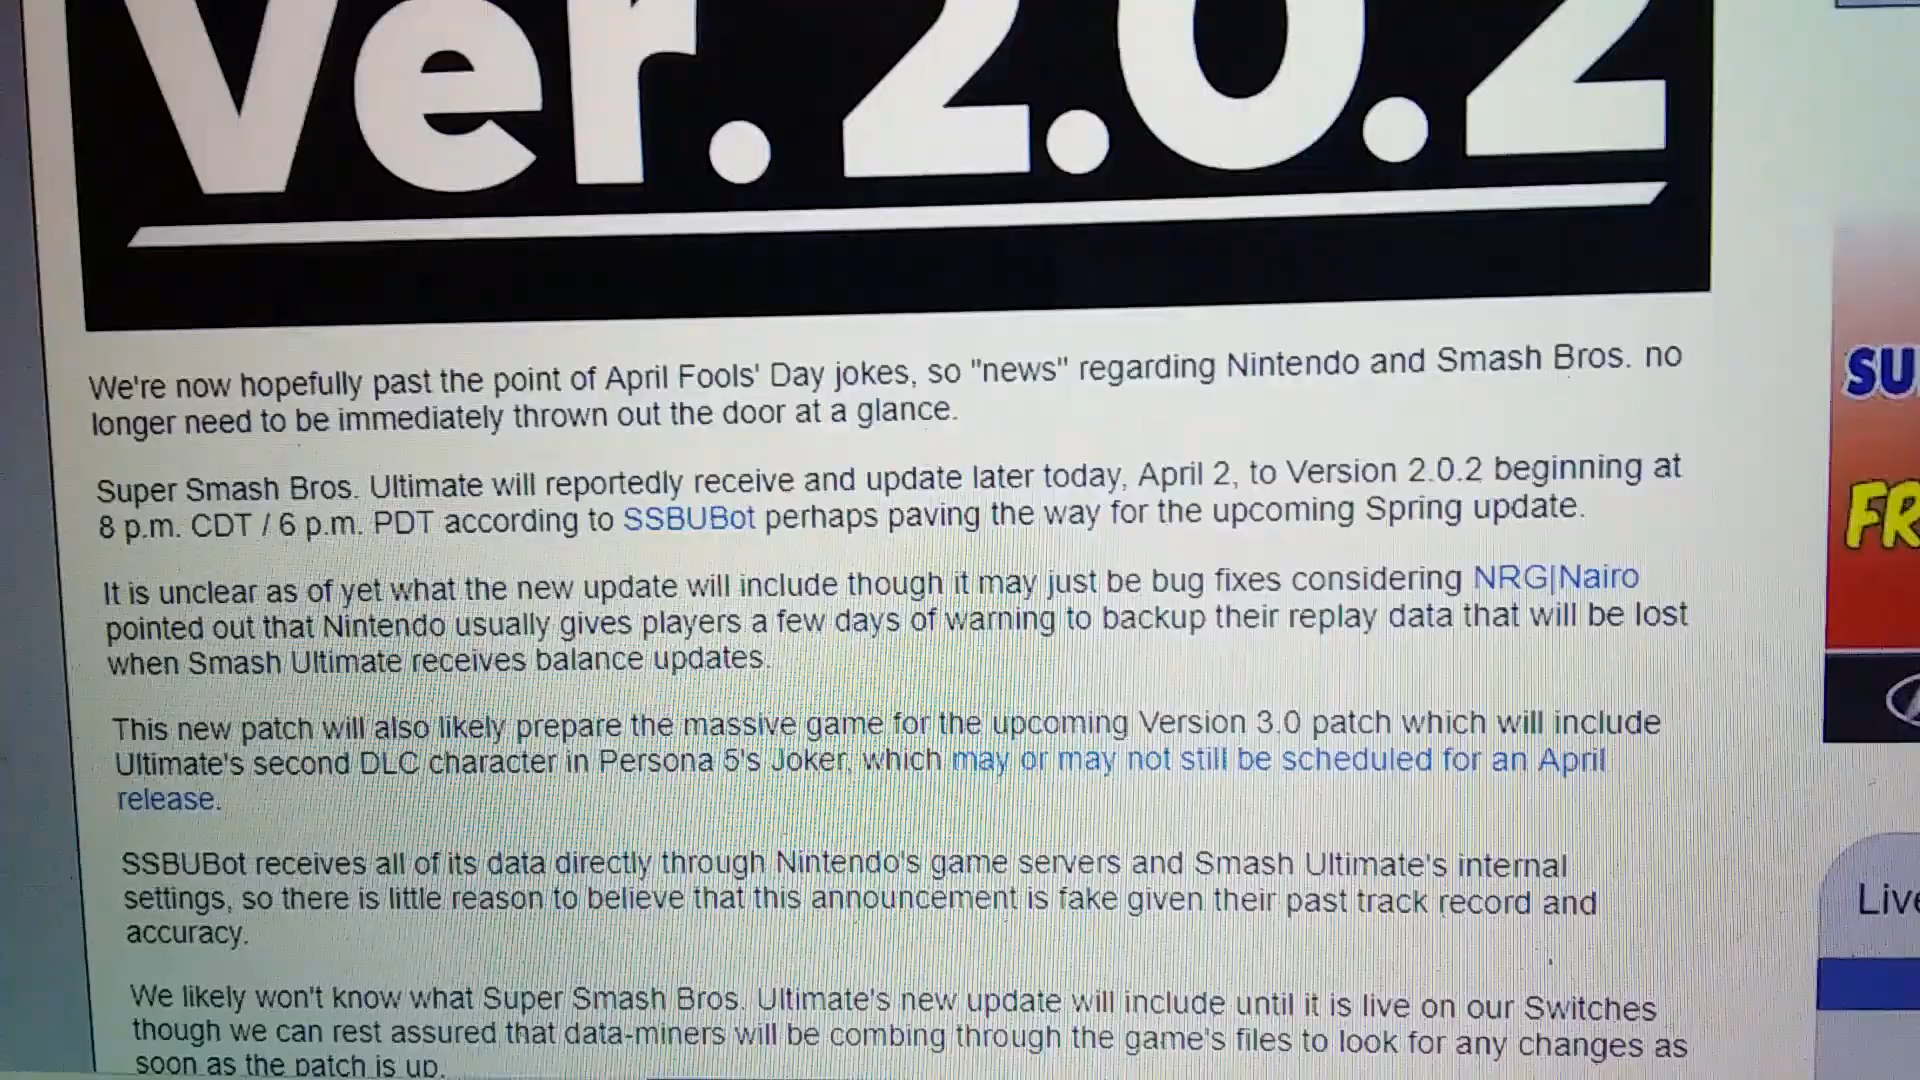 Ver. 2.0.2
We're now hopefully past the point of April Fools' Day jokes, so "news" regarding Nintendo and Smash Bros. no
longer need to be immediately thrown out the door at a glance.
Super Smash Bros. Ultimate will reportedly receive and update later today, April 2, to Version 2.0.2 beginning at
8 p.m. CDT / 6 p.m. PDT according to SSBUBot perhaps paving the way for the upcoming Spring update.
It is unclear as of yet what the new update will include though it may just be bug fixes considering NRG|Nairo
pointed out that Nintendo usually gives players a few days of warning to backup their replay data that will be lost
when Smash Ultimate receives balance updates.
This new patch will also likely prepare the massive game for the upcoming Version 3.0 patch which will include
Ultimate's second DLC character in Persona 5's Joker, which may or may not still be scheduled for an April
release.
SSBUBot receives all of its data directly through Nintendo's game servers and Smash Ultimate's internal
settings, so there is little reason to believe that this announcement is fake given their past track record and
accuracy.
We likely won't know what Super Smash Bros. Ultimate's new update will include until it is live on our Switches
though we can rest assured that data-miners will be combing through the game's files to look for any changes as
soon as the patch is up.
SU
FR
Live